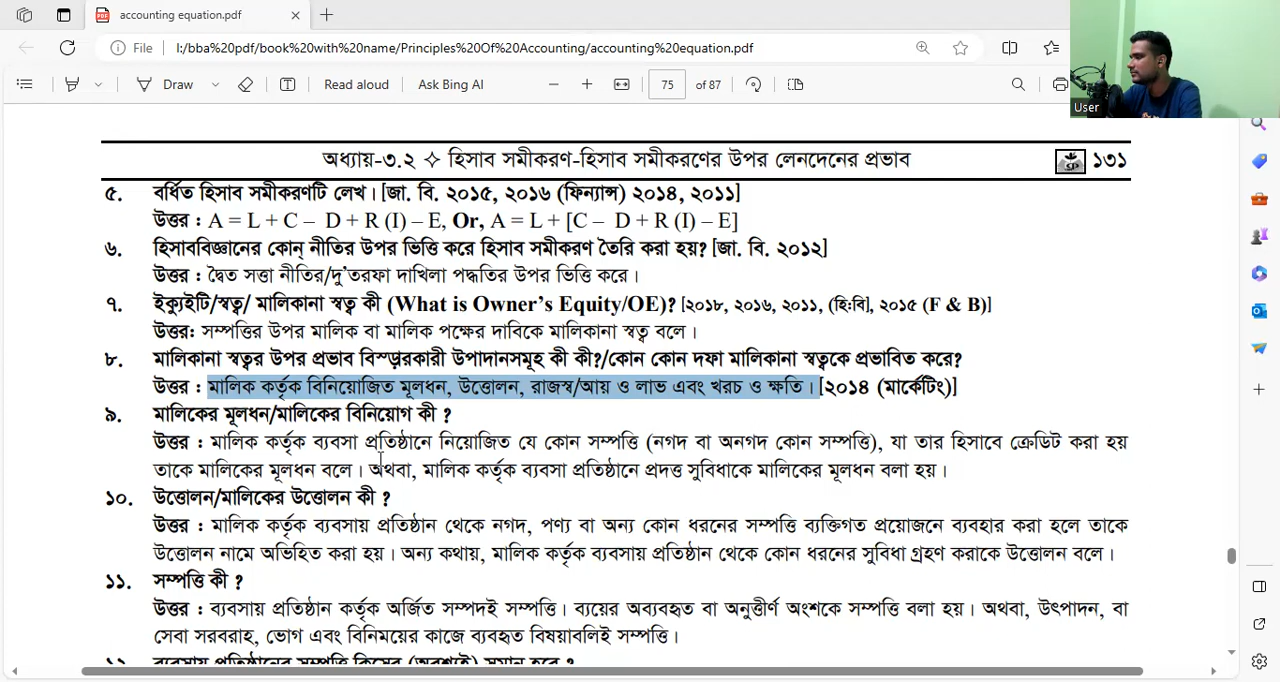 accounting equation.pdf
File I:/bba%20pdf/book%20with%20name/Principles%20Of%20Accounting/accounting%20equation.pdf
Draw Read aloud Ask Bing AI 75 of 87
User
অধ্যায়-৩.২ ✧ হিসাব সমীকরণ-হিসাব সমীকরণের উপর লেনদেনের প্রভাব SP ১৩১
৫. বর্ধিত হিসাব সমীকরণটি লেখ। [জা. বি. ২০১৫, ২০১৬ (ফিন্যান্স) ২০১৪, ২০১১]
উত্তর : A = L + C – D + R (I) – E, Or, A = L + [C – D + R (I) – E]
৬. হিসাববিজ্ঞানের কোন্ নীতির উপর ভিত্তি করে হিসাব সমীকরণ তৈরি করা হয়? [জা. বি. ২০১২]
উত্তর : দ্বৈত সত্তা নীতির/দু'তরফা দাখিলা পদ্ধতির উপর ভিত্তি করে।
৭. ইক্যুইটি/স্বত্ব/ মালিকানা স্বত্ব কী (What is Owner's Equity/OE)? [২০১৮, ২০১৬, ২০১১, (হি:বি), ২০১৫ (F & B)]
উত্তর: সম্পত্তির উপর মালিক বা মালিক পক্ষের দাবিকে মালিকানা স্বত্ব বলে।
৮. মালিকানা স্বত্বর উপর প্রভাব বিস্ড়ারকারী উপাদানসমূহ কী কী?/কোন কোন দফা মালিকানা স্বত্বকে প্রভাবিত করে?
উত্তর : মালিক কর্তৃক বিনিয়োজিত মূলধন, উত্তোলন, রাজস্ব/আয় ও লাভ এবং খরচ ও ক্ষতি। [২০১৪ (মার্কেটিং)]
৯. মালিকের মূলধন/মালিকের বিনিয়োগ কী ?
উত্তর : মালিক কর্তৃক ব্যবসা প্রতিষ্ঠানে নিয়োজিত যে কোন সম্পত্তি (নগদ বা অনগদ কোন সম্পত্তি), যা তার হিসাবে ক্রেডিট করা হয়
তাকে মালিকের মূলধন বলে। অথবা, মালিক কর্তৃক ব্যবসা প্রতিষ্ঠানে প্রদত্ত সুবিধাকে মালিকের মূলধন বলা হয়।
১০. উত্তোলন/মালিকের উত্তোলন কী ?
উত্তর : মালিক কর্তৃক ব্যবসায় প্রতিষ্ঠান থেকে নগদ, পণ্য বা অন্য কোন ধরনের সম্পত্তি ব্যক্তিগত প্রয়োজনে ব্যবহার করা হলে তাকে
উত্তোলন নামে অভিহিত করা হয়। অন্য কথায়, মালিক কর্তৃক ব্যবসায় প্রতিষ্ঠান থেকে কোন ধরনের সুবিধা গ্রহণ করাকে উত্তোলন বলে।
১১. সম্পত্তি কী ?
উত্তর : ব্যবসায় প্রতিষ্ঠান কর্তৃক অর্জিত সম্পদই সম্পত্তি। ব্যয়ের অব্যবহৃত বা অনুত্তীর্ণ অংশকে সম্পত্তি বলা হয়। অথবা, উৎপাদন, বা
সেবা সরবরাহ, ভোগ এবং বিনিময়ের কাজে ব্যবহৃত বিষয়াবলিই সম্পত্তি।